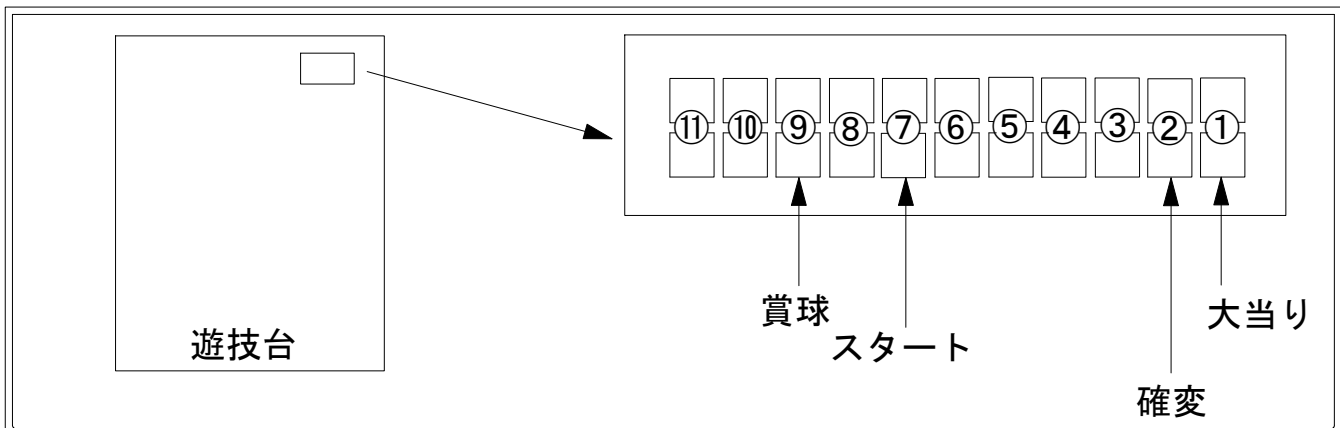 ⑪ ⑩ ⑨ ⑧ ⑦ ⑥ ⑤ ④ ③ ② ①
賞球
大当り
スタート
遊技台
確変